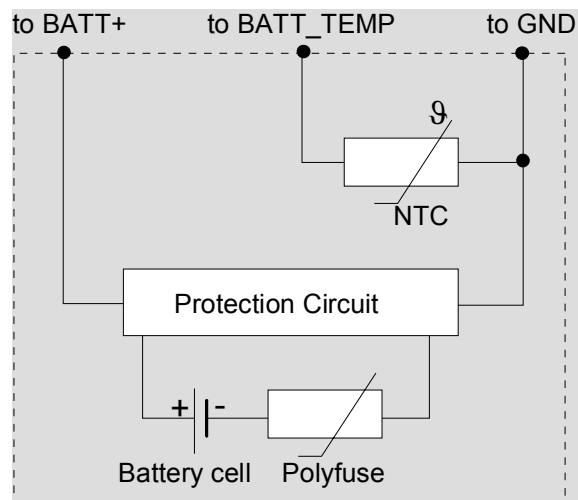 to BATT+ to BATT_TEMP to GND
ϑ
NTC
Protection Circuit
+ -
Battery cell Polyfuse